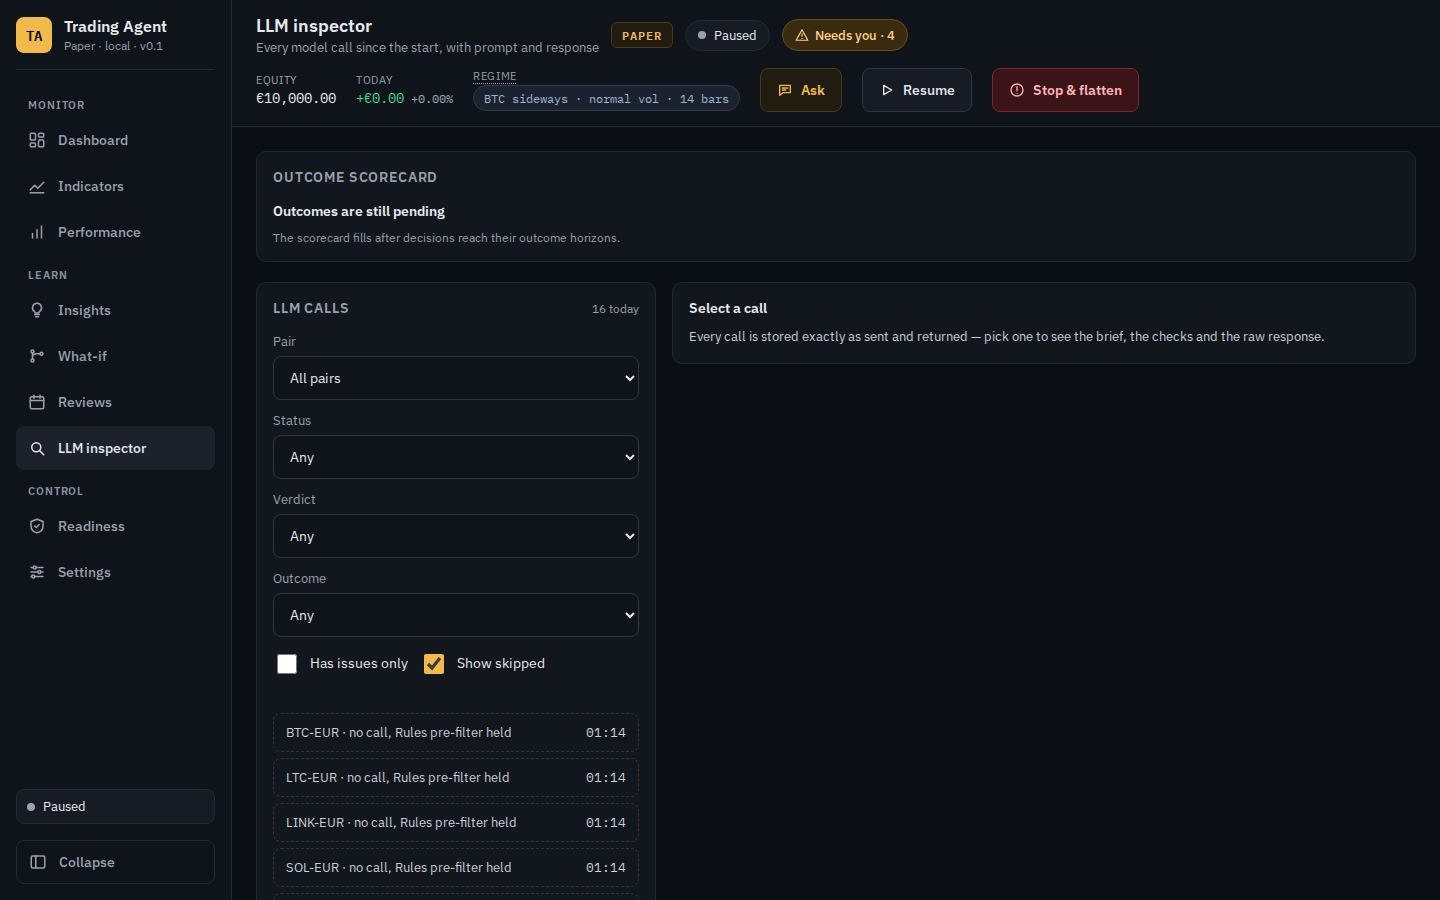 TA
Trading Agent
Paper · local · v0.1
MONITOR
Dashboard
Indicators
Performance
LEARN
Insights
What-if
Reviews
LLM inspector
CONTROL
Readiness
Settings
Paused
Collapse
LLM inspector
Every model call since the start, with prompt and response
PAPER
Paused
Needs you · 4
EQUITY
€10,000.00
TODAY
+€0.00 +0.00%
REGIME
BTC sideways · normal vol · 14 bars
Ask
Resume
Stop & flatten
OUTCOME SCORECARD
Outcomes are still pending
The scorecard fills after decisions reach their outcome horizons.
LLM CALLS
16 today
Pair
All pairs
Status
Any
Verdict
Any
Outcome
Any
Has issues only
Show skipped
BTC-EUR · no call, Rules pre-filter held 01:14
LTC-EUR · no call, Rules pre-filter held 01:14
LINK-EUR · no call, Rules pre-filter held 01:14
SOL-EUR · no call, Rules pre-filter held 01:14
Select a call
Every call is stored exactly as sent and returned — pick one to see the brief, the checks and the raw response.